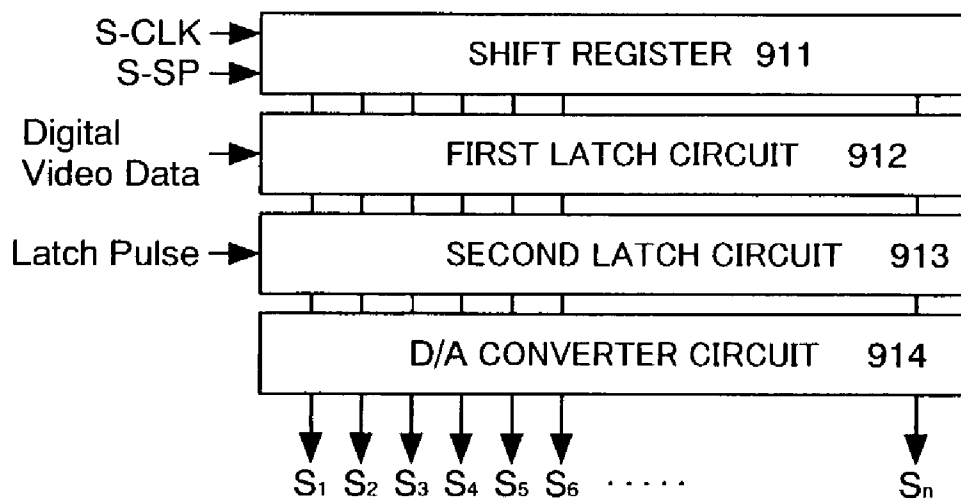 S-CLK
S-SP
SHIFT REGISTER 911
Digital
Video Data
FIRST LATCH CIRCUIT 912
Latch Pulse
SECOND LATCH CIRCUIT 913
D/A CONVERTER CIRCUIT 914
S1 S2 S3 S4 S5 S6 ····· Sn